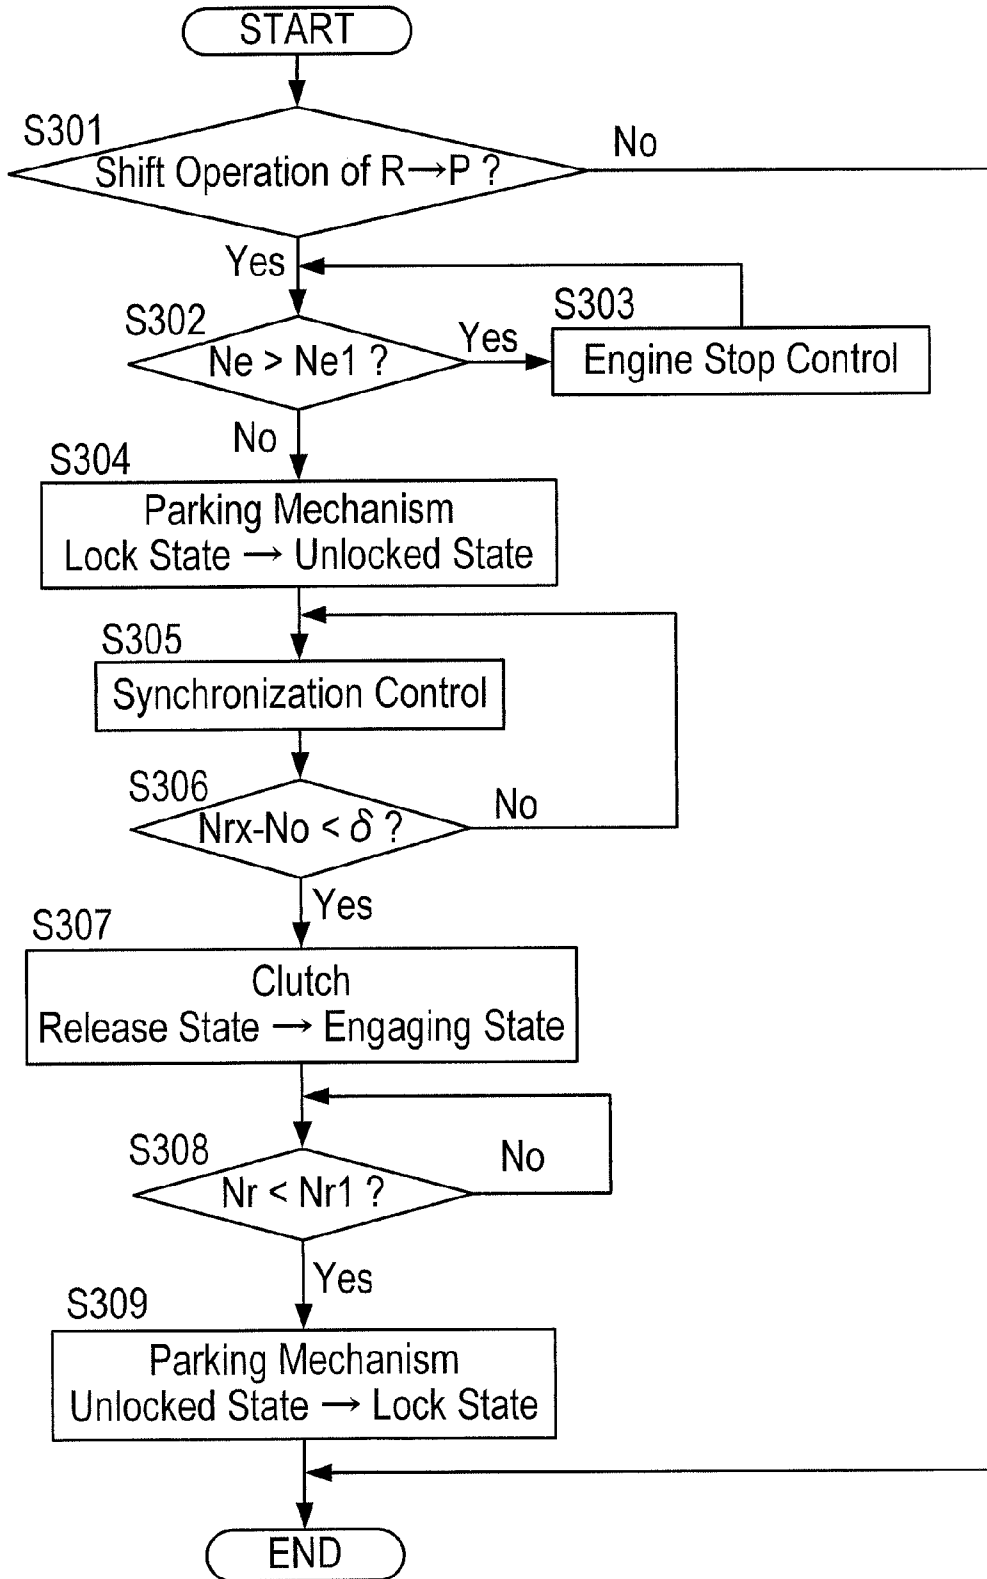 START
S301
Shift Operation of R→P ?
No
Yes
S302
Ne > Ne1 ?
Yes
S303
Engine Stop Control
No
S304
Parking Mechanism
Lock State → Unlocked State
S305
Synchronization Control
S306
Nrx-No < δ ?
No
Yes
S307
Clutch
Release State → Engaging State
S308
Nr < Nr1 ?
No
Yes
S309
Parking Mechanism
Unlocked State → Lock State
END